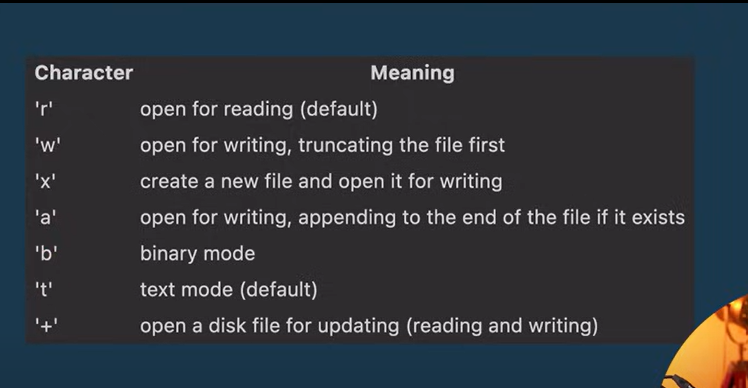 Character Meaning
'r' open for reading (default)
'w' open for writing, truncating the file first
'x' create a new file and open it for writing
'a' open for writing, appending to the end of the file if it exists
'b' binary mode
't' text mode (default)
'+' open a disk file for updating (reading and writing)